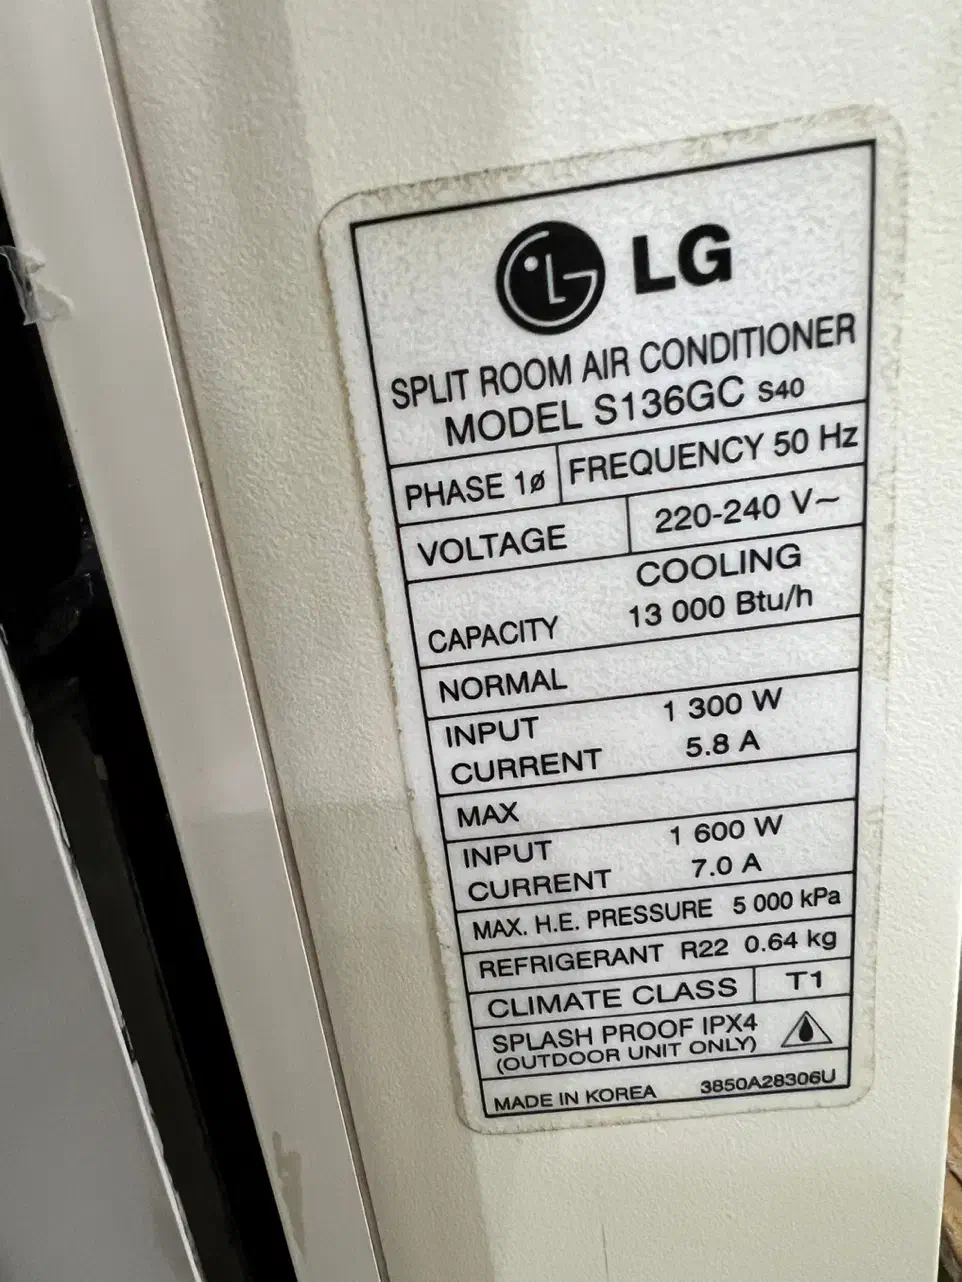 LG
SPLIT ROOM AIR CONDITIONER
MODEL S136GC S40
PHASE 1ø FREQUENCY 50 Hz
VOLTAGE 220-240 V~
COOLING
CAPACITY 13 000 Btu/h
NORMAL
INPUT 1 300 W
CURRENT 5.8 A
MAX
INPUT 1 600 W
CURRENT 7.0 A
MAX. H.E. PRESSURE 5 000 kPa
REFRIGERANT R22 0.64 kg
CLIMATE CLASS T1
SPLASH PROOF IPX4
(OUTDOOR UNIT ONLY)
MADE IN KOREA 3850A28306U